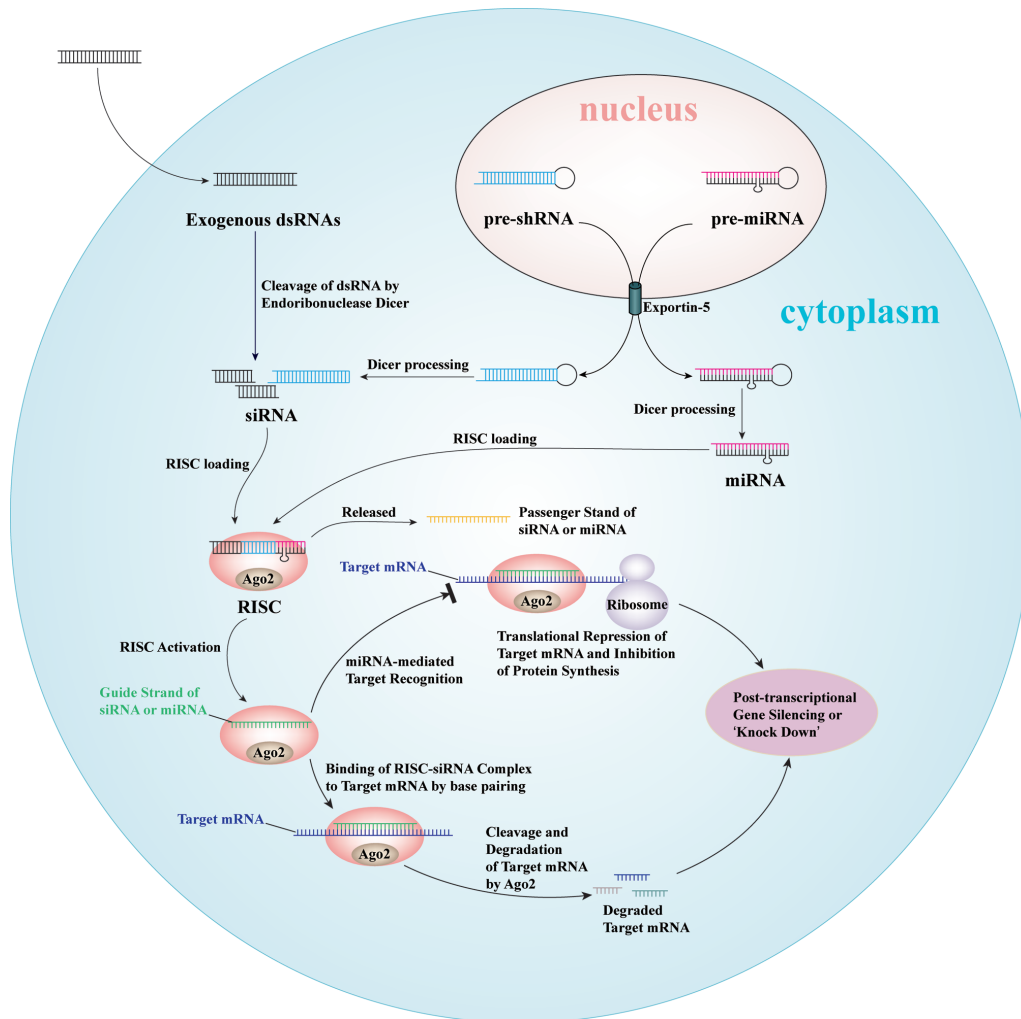 nucleus
pre-shRNA
pre-miRNA
Exogenous dsRNAs
Cleavage of dsRNA by
Endoribonuclease Dicer
Exportin-5
cytoplasm
Dicer processing
Dicer processing
siRNA
RISC loading
RISC loading
miRNA
Released
Passenger Stand of
siRNA or miRNA
Ago2
RISC
Target mRNA
Ago2
Ribosome
RISC Activation
miRNA-mediated
Target Recognition
Translational Repression of
Target mRNA and Inhibition
of Protein Synthesis
Guide Strand of
siRNA or miRNA
Ago2
Post-transcriptional
Gene Silencing or
'Knock Down'
Binding of RISC-siRNA Complex
to Target mRNA by base pairing
Target mRNA
Ago2
Cleavage and
Degradation
of Target mRNA
by Ago2
Degraded
Target mRNA